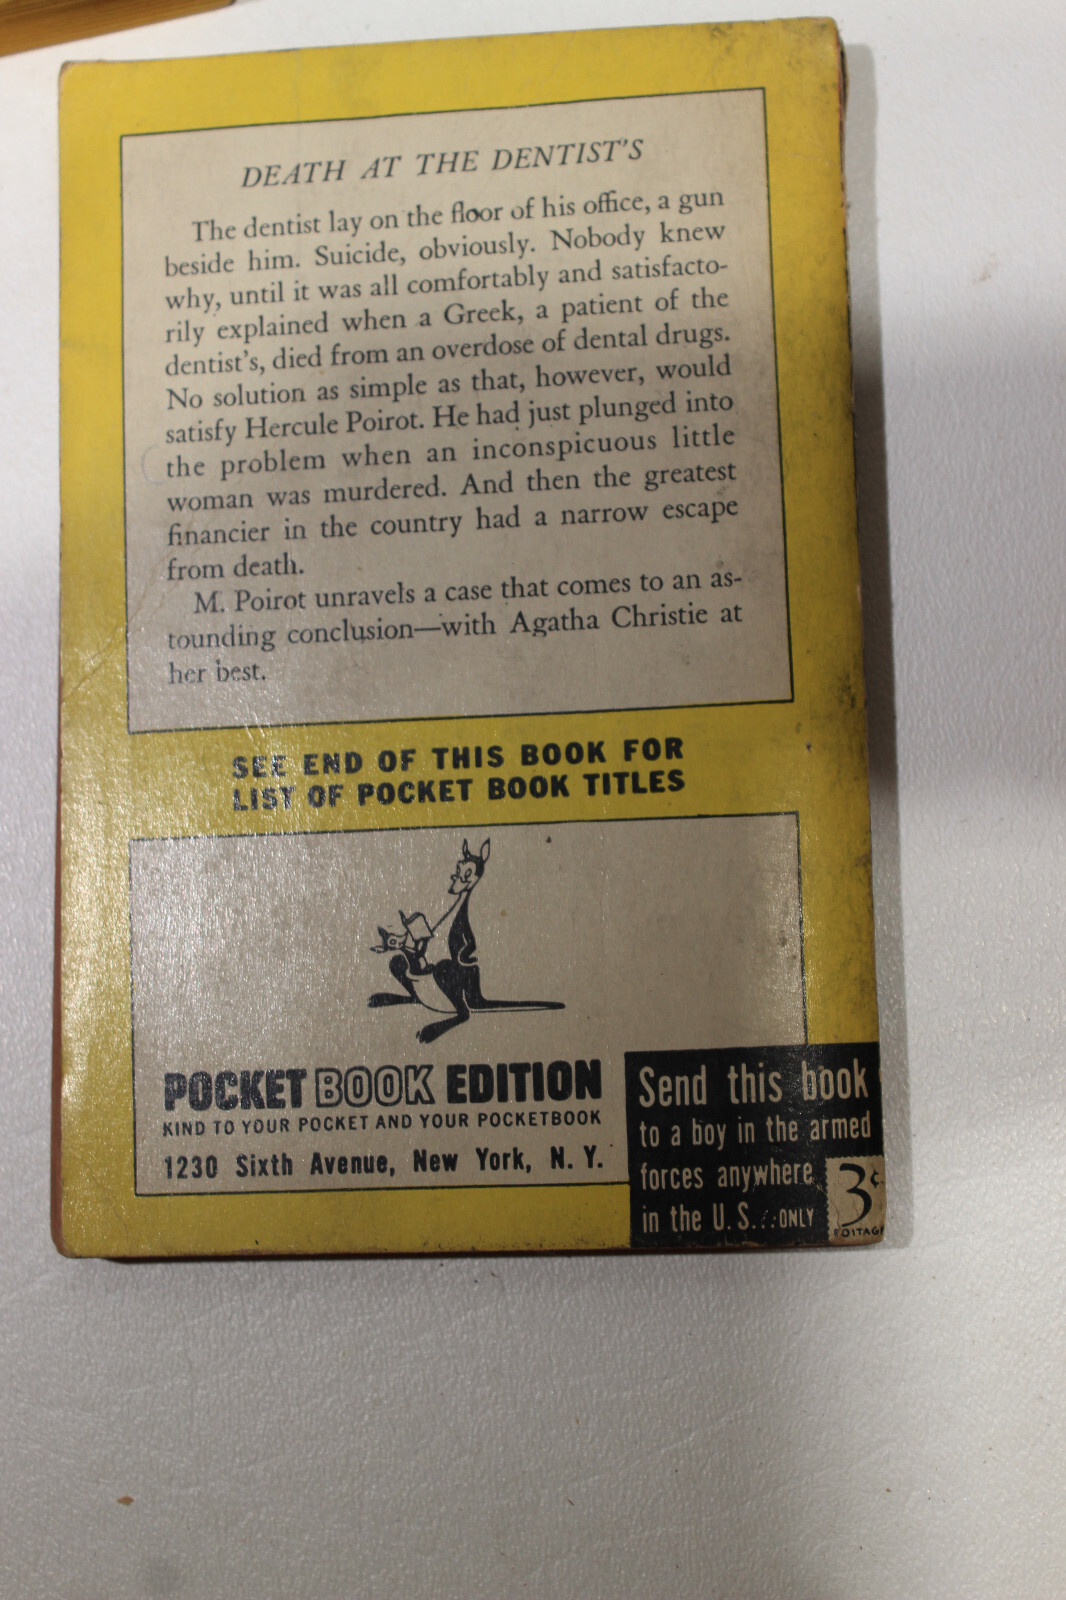 DEATH AT THE DENTIST'S
The dentist lay on the floor of his office, a gun
beside him. Suicide, obviously. Nobody knew
why, until it was all comfortably and satisfacto-
rily explained when a Greek, a patient of the
dentist's, died from an overdose of dental drugs.
No solution as simple as that, however, would
satisfy Hercule Poirot. He had just plunged into
the problem when an inconspicuous little
woman was murdered. And then the greatest
financier in the country had a narrow escape
from death.
M. Poirot unravels a case that comes to an as-
tounding conclusion—with Agatha Christie at
her best.
SEE END OF THIS BOOK FOR
LIST OF POCKET BOOK TITLES
POCKET BOOK EDITION
KIND TO YOUR POCKET AND YOUR POCKETBOOK
1230 Sixth Avenue, New York, N. Y.
Send this book
to a boy in the armed
forces anywhere
in the U. S...ONLY
3¢
POSTAGE